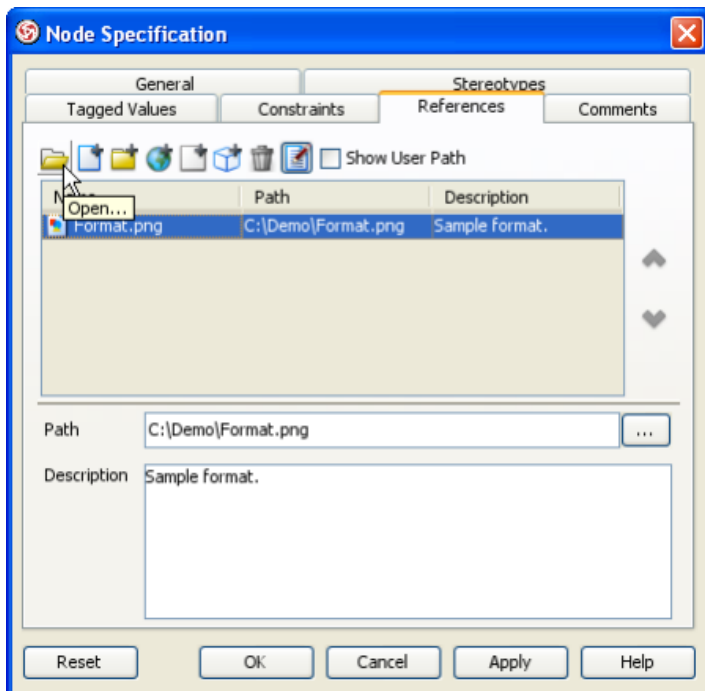 Node Specification
General Stereotypes
Tagged Values Constraints References Comments
Show User Path
Path Description
Open...
Format.png C:\Demo\Format.png Sample format.
Path C:\Demo\Format.png ...
Description Sample format.
Reset OK Cancel Apply Help